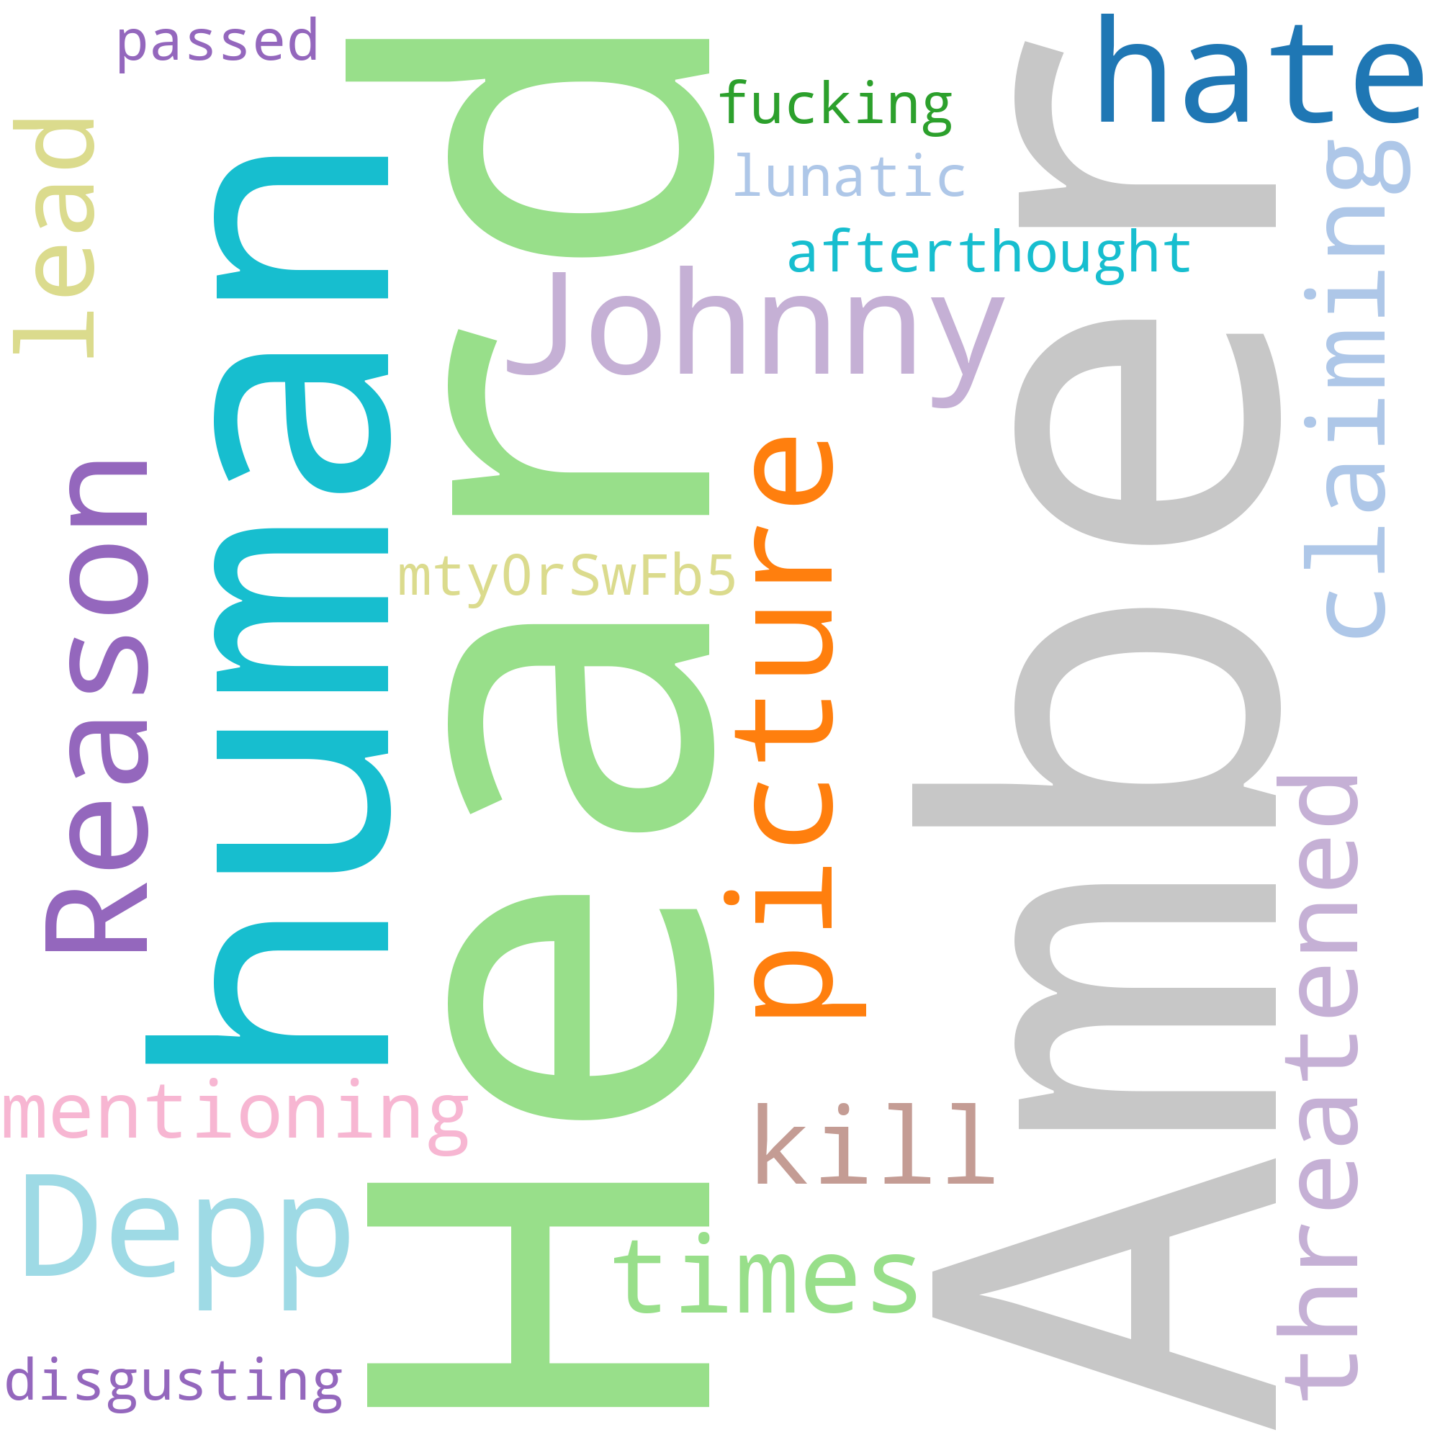 passed
hate
fucking
lead
lunatic
claiming
human
Heard
Amber
afterthought
Johnny
Reason
picture
mty0rSwFb5
threatened
mentioning
kill
Depp
times
disgusting